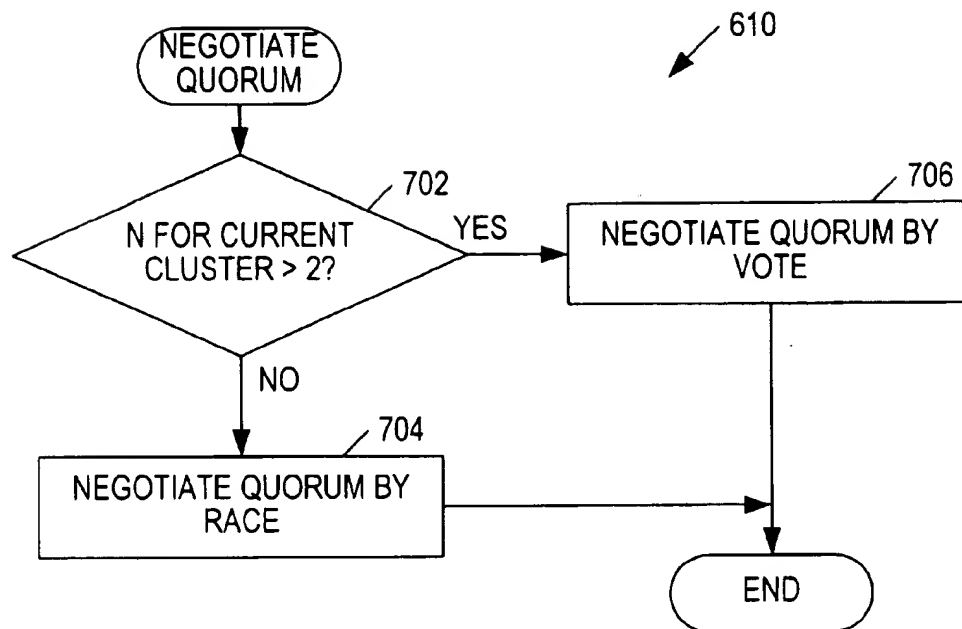 NEGOTIATE
QUORUM
610
702
N FOR CURRENT
CLUSTER > 2?
YES
706
NEGOTIATE QUORUM BY
VOTE
NO
704
NEGOTIATE QUORUM BY
RACE
END